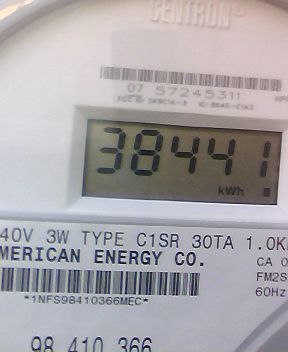 CENTRON®
07 57245311
38441
kWh
40V 3W TYPE C1SR 30TA 1.0K
MERICAN ENERGY CO.
CA 0
FM2S
60Hz
*1NFS98410366MEC*
98 410 366